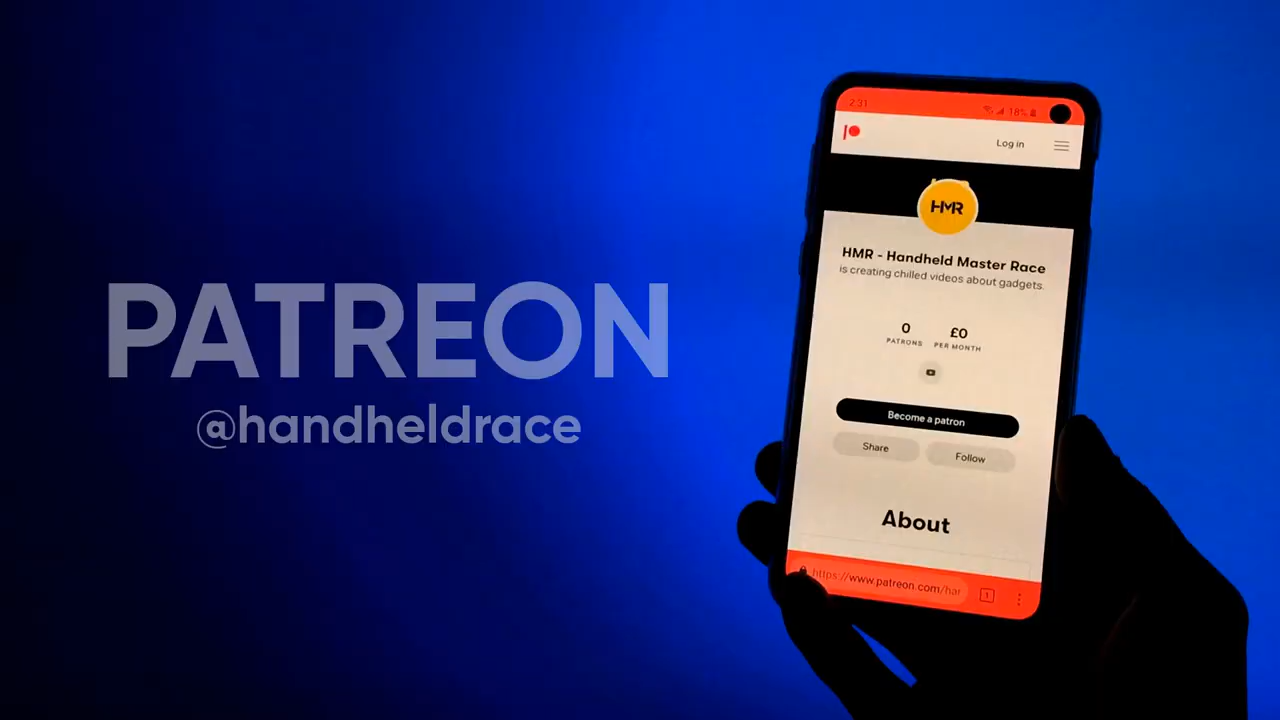 PATREON
@handheldrace
2:31
18%
Log in
HMR
HMR - Handheld Master Race
is creating chilled videos about gadgets.
0 £0
PATRONS PER MONTH
Become a patron
Share Follow
About
https://www.patreon.com/har
1